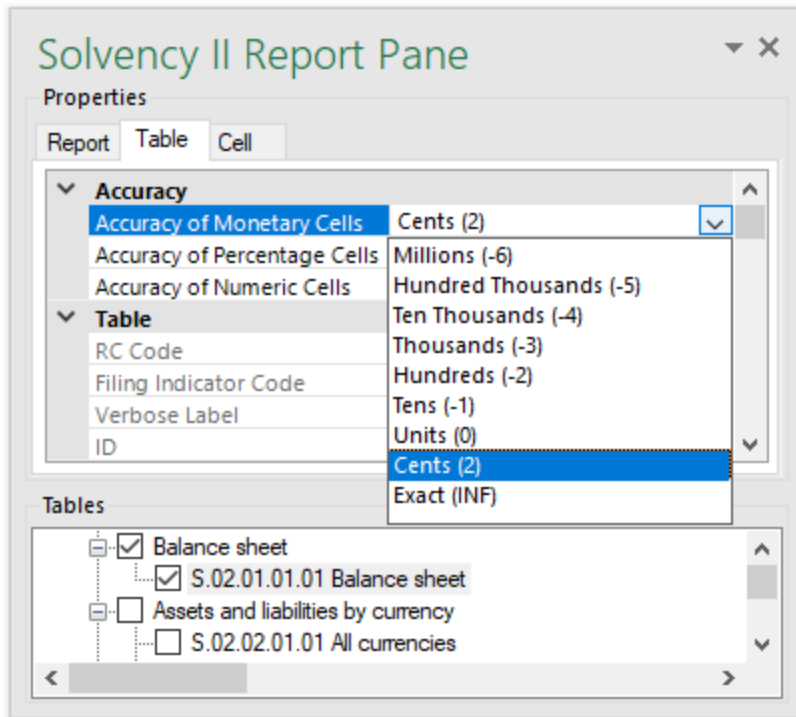 Solvency II Report Pane
Properties
Report Table Cell
Accuracy
Accuracy of Monetary Cells Cents (2)
Accuracy of Percentage Cells Millions (-6)
Accuracy of Numeric Cells Hundred Thousands (-5)
Ten Thousands (-4)
Table
Thousands (-3)
RC Code
Hundreds (-2)
Filing Indicator Code
Tens (-1)
Verbose Label
Units (0)
ID
Cents (2)
Exact (INF)
Tables
Balance sheet
S.02.01.01.01 Balance sheet
Assets and liabilities by currency
S.02.02.01.01 All currencies